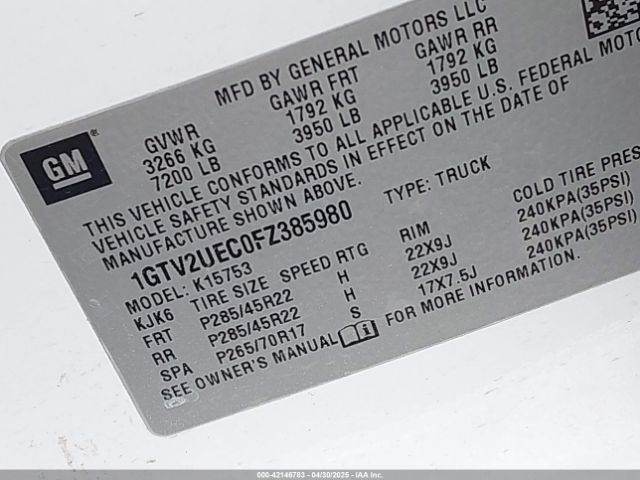 MFD BY GENERAL MOTORS LLC
GVWR GAWR FRT GAWR RR
3266 KG 1792 KG 1792 KG
7200 LB 3950 LB 3950 LB
GM
®
THIS VEHICLE CONFORMS TO ALL APPLICABLE U.S. FEDERAL MOTO
VEHICLE SAFETY STANDARDS IN EFFECT ON THE DATE OF
MANUFACTURE SHOWN ABOVE.
1GTV2UEC0FZ385980 TYPE: TRUCK
MODEL: K15753
KJK6 TIRE SIZE SPEED RTG RIM COLD TIRE PRES
FRT P285/45R22 H 22X9J 240KPA(35PSI)
RR P285/45R22 H 22X9J 240KPA(35PSI)
SPA P265/70R17 S 17X7.5J 240KPA(35PSI)
SEE OWNER'S MANUAL FOR MORE INFORMATION.
000-42146783 - 04/30/2025 - IAA Inc.